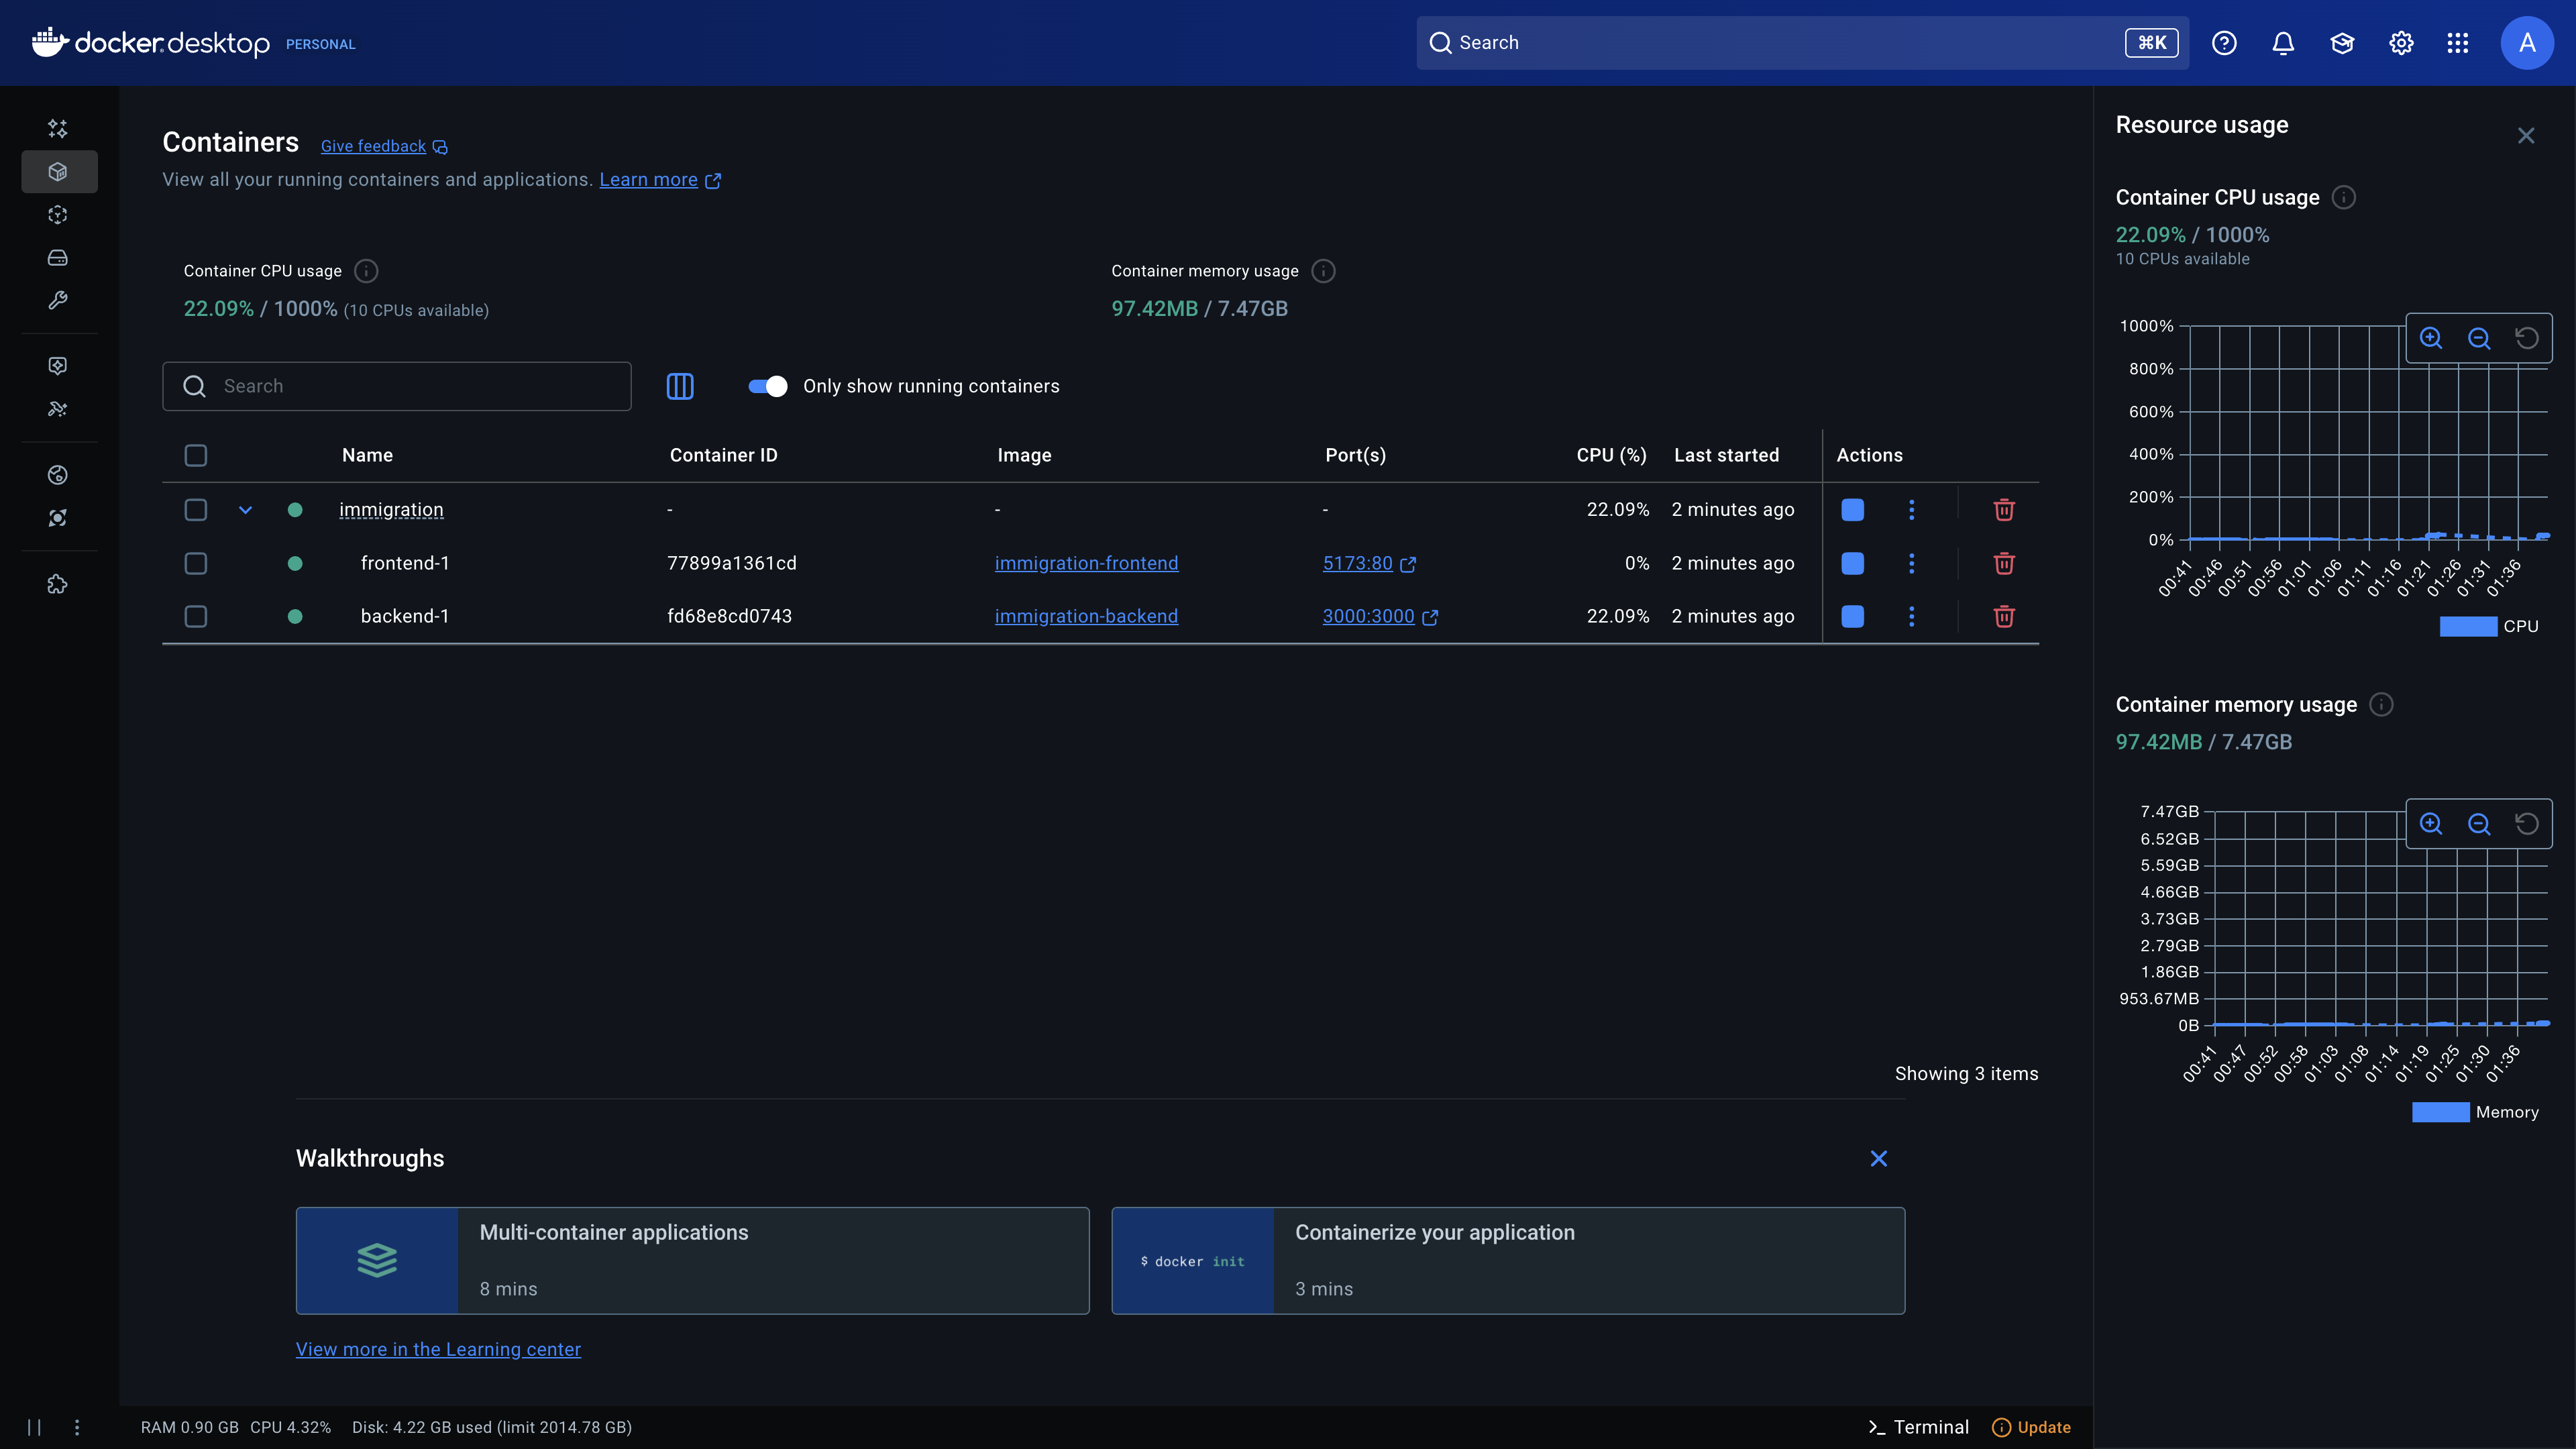 docker desktop PERSONAL
Search
⌘K
A
Containers Give feedback
View all your running containers and applications. Learn more
Container CPU usage
22.09% / 1000% (10 CPUs available)
Container memory usage
97.42MB / 7.47GB
Search
Only show running containers
Name Container ID Image Port(s) CPU (%) Last started Actions
immigration - - - 22.09% 2 minutes ago
frontend-1 77899a1361cd immigration-frontend 5173:80 0% 2 minutes ago
backend-1 fd68e8cd0743 immigration-backend 3000:3000 22.09% 2 minutes ago
Showing 3 items
Walkthroughs
Multi-container applications
8 mins
$ docker init
Containerize your application
3 mins
View more in the Learning center
Resource usage
Container CPU usage
22.09% / 1000%
10 CPUs available
1000%
800%
600%
400%
200%
0%
00:41 00:46 00:51 00:56 01:01 01:06 01:11 01:16 01:21 01:26 01:31 01:36
CPU
Container memory usage
97.42MB / 7.47GB
7.47GB
6.52GB
5.59GB
4.66GB
3.73GB
2.79GB
1.86GB
953.67MB
0B
00:41 00:47 00:52 00:58 01:03 01:08 01:14 01:19 01:25 01:30 01:36
Memory
RAM 0.90 GB CPU 4.32% Disk: 4.22 GB used (limit 2014.78 GB)
Terminal
Update